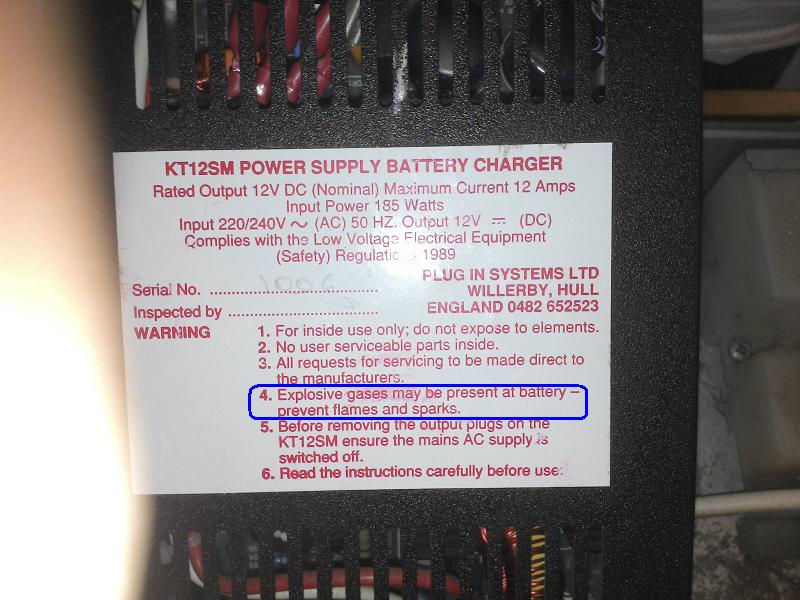 KT12SM POWER SUPPLY BATTERY CHARGER
Rated Output 12V DC (Nominal) Maximum Current 12 Amps
Input Power 185 Watts
Input 220/240V ~ (AC) 50 HZ. Output 12V ⎓ (DC)
Complies with the Low Voltage Electrical Equipment
(Safety) Regulations 1989
PLUG IN SYSTEMS LTD
Serial No. ........................................ WILLERBY, HULL
Inspected by .................................... ENGLAND 0482 652523
WARNING 1. For inside use only; do not expose to elements.
2. No user serviceable parts inside.
3. All requests for servicing to be made direct to
the manufacturers.
4. Explosive gases may be present at battery –
prevent flames and sparks.
5. Before removing the output plugs on the
KT12SM ensure the mains AC supply is
switched off.
6. Read the instructions carefully before use.